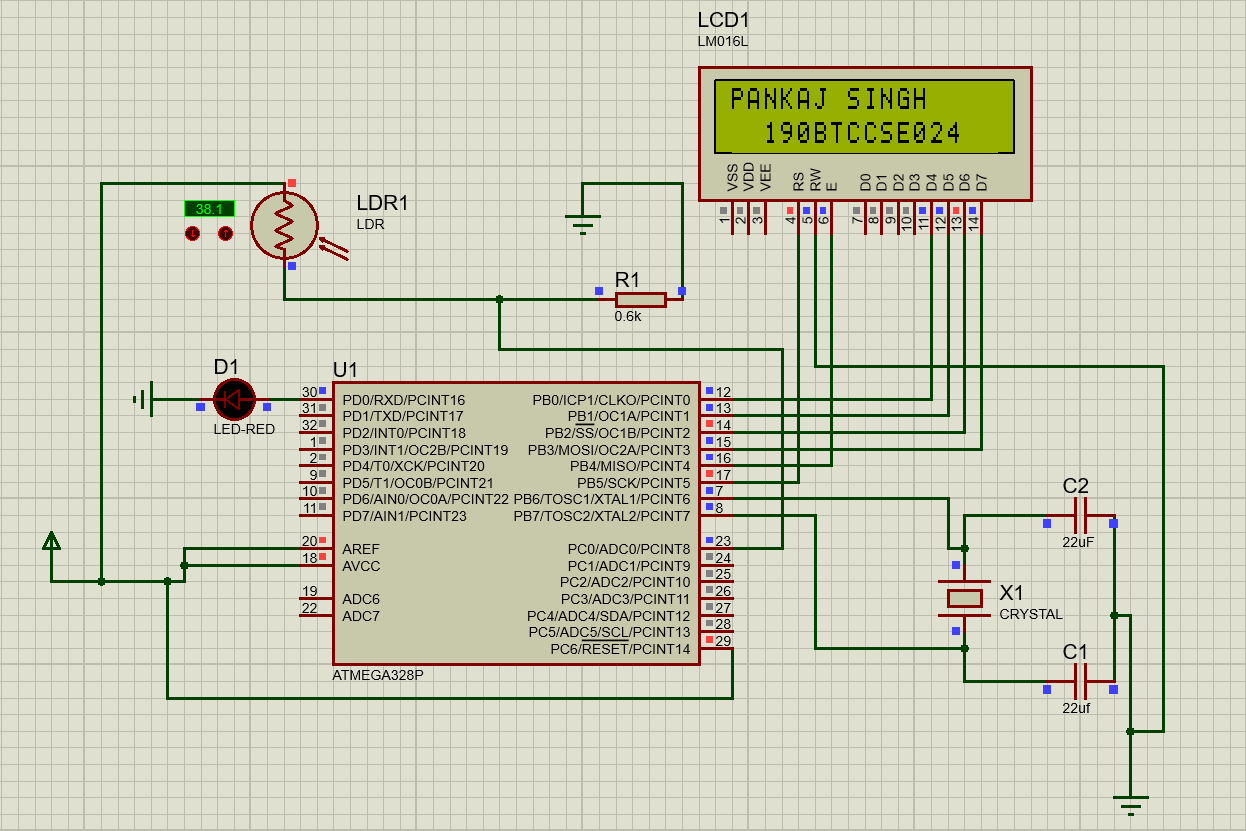 LCD1
LM016L
PANKAJ SINGH
190BTCCSE024
VSS
VDD
VEE
RS
RW
E
D0
D1
D2
D3
D4
D5
D6
D7
1
2
3
4
5
6
7
8
9
10
11
12
13
14
38.1
LDR1
LDR
R1
0.6k
D1
LED-RED
U1
30 PD0/RXD/PCINT16
31 PD1/TXD/PCINT17
32 PD2/INT0/PCINT18
1 PD3/INT1/OC2B/PCINT19
2 PD4/T0/XCK/PCINT20
9 PD5/T1/OC0B/PCINT21
10 PD6/AIN0/OC0A/PCINT22
11 PD7/AIN1/PCINT23
20 AREF
18 AVCC
19 ADC6
22 ADC7
PB0/ICP1/CLKO/PCINT0 12
PB1/OC1A/PCINT1 13
PB2/SS/OC1B/PCINT2 14
PB3/MOSI/OC2A/PCINT3 15
PB4/MISO/PCINT4 16
PB5/SCK/PCINT5 17
PB6/TOSC1/XTAL1/PCINT6 7
PB7/TOSC2/XTAL2/PCINT7 8
PC0/ADC0/PCINT8 23
PC1/ADC1/PCINT9 24
PC2/ADC2/PCINT10 25
PC3/ADC3/PCINT11 26
PC4/ADC4/SDA/PCINT12 27
PC5/ADC5/SCL/PCINT13 28
PC6/RESET/PCINT14 29
ATMEGA328P
C2
22uF
X1
CRYSTAL
C1
22uf